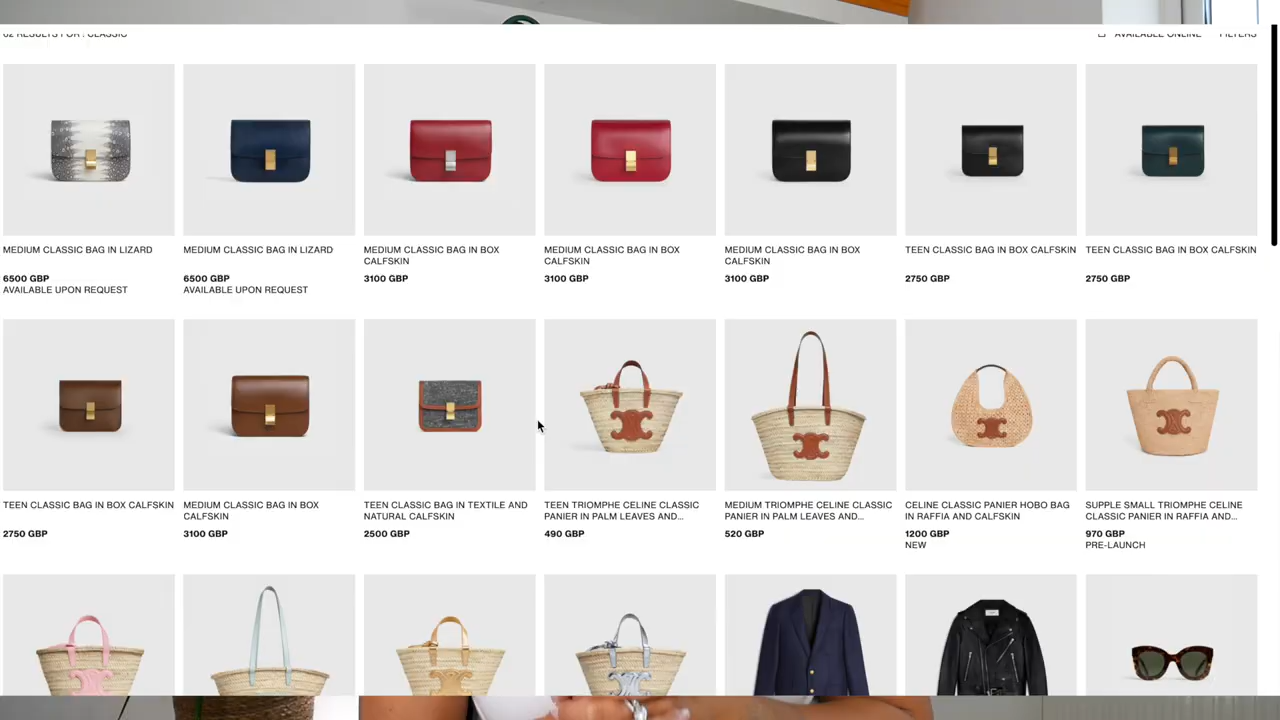 62 RESULTS FOR : CLASSIC
AVAILABLE ONLINE
FILTERS
MEDIUM CLASSIC BAG IN LIZARD
6500 GBP
AVAILABLE UPON REQUEST
MEDIUM CLASSIC BAG IN LIZARD
6500 GBP
AVAILABLE UPON REQUEST
MEDIUM CLASSIC BAG IN BOX
CALFSKIN
3100 GBP
MEDIUM CLASSIC BAG IN BOX
CALFSKIN
3100 GBP
MEDIUM CLASSIC BAG IN BOX
CALFSKIN
3100 GBP
TEEN CLASSIC BAG IN BOX CALFSKIN
2750 GBP
TEEN CLASSIC BAG IN BOX CALFSKIN
2750 GBP
TEEN CLASSIC BAG IN BOX CALFSKIN
2750 GBP
MEDIUM CLASSIC BAG IN BOX
CALFSKIN
3100 GBP
TEEN CLASSIC BAG IN TEXTILE AND
NATURAL CALFSKIN
2500 GBP
TEEN TRIOMPHE CELINE CLASSIC
PANIER IN PALM LEAVES AND...
490 GBP
MEDIUM TRIOMPHE CELINE CLASSIC
PANIER IN PALM LEAVES AND...
520 GBP
CELINE CLASSIC PANIER HOBO BAG
IN RAFFIA AND CALFSKIN
1200 GBP
NEW
SUPPLE SMALL TRIOMPHE CELINE
CLASSIC PANIER IN RAFFIA AND...
970 GBP
PRE-LAUNCH